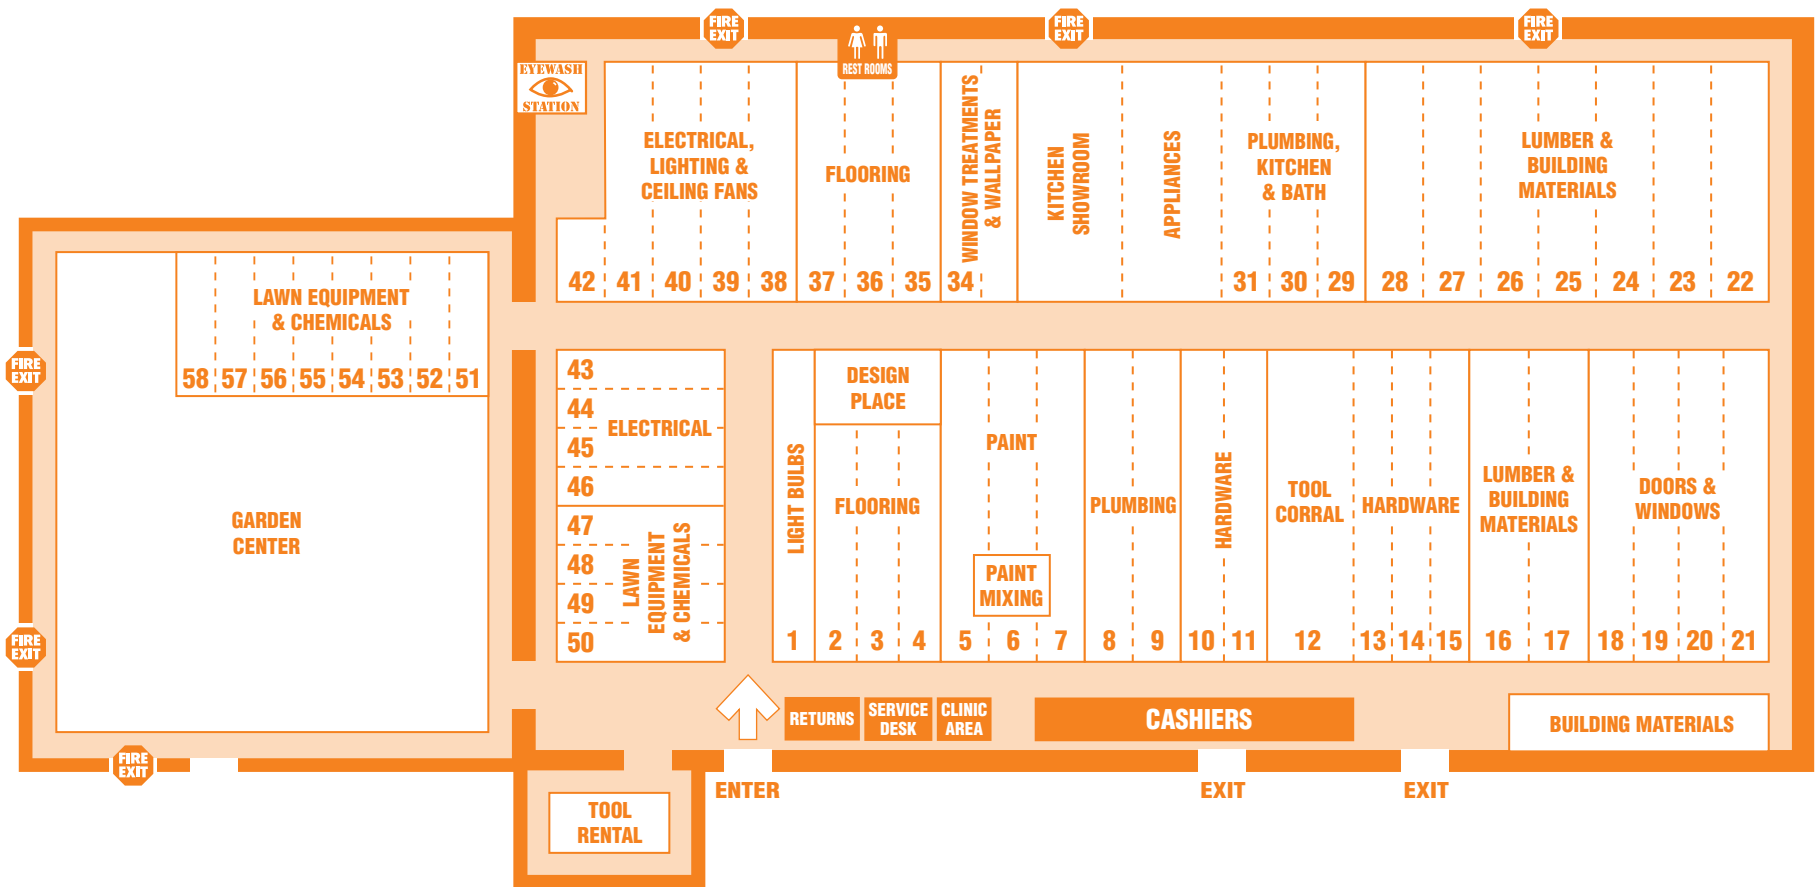 FIRE
EXIT
FIRE
EXIT
FIRE
EXIT
REST ROOMS
EYEWASH
STATION
ELECTRICAL,
LIGHTING &
CEILING FANS
FLOORING
WINDOW TREATMENTS
& WALLPAPER
KITCHEN
SHOWROOM
APPLIANCES
PLUMBING,
KITCHEN
& BATH
LUMBER &
BUILDING
MATERIALS
42 41 40 39 38 37 36 35 34 31 30 29 28 27 26 25 24 23 22
LAWN EQUIPMENT
& CHEMICALS
58 57 56 55 54 53 52 51
FIRE
EXIT
GARDEN
CENTER
FIRE
EXIT
FIRE
EXIT
43
44
ELECTRICAL
45
46
47
48
49
50
LAWN
EQUIPMENT
& CHEMICALS
LIGHT BULBS
DESIGN
PLACE
FLOORING
PAINT
PAINT
MIXING
PLUMBING
HARDWARE
TOOL
CORRAL
HARDWARE
LUMBER &
BUILDING
MATERIALS
DOORS &
WINDOWS
1 2 3 4 5 6 7 8 9 10 11 12 13 14 15 16 17 18 19 20 21
RETURNS
SERVICE
DESK
CLINIC
AREA
CASHIERS
BUILDING MATERIALS
ENTER
EXIT
EXIT
TOOL
RENTAL